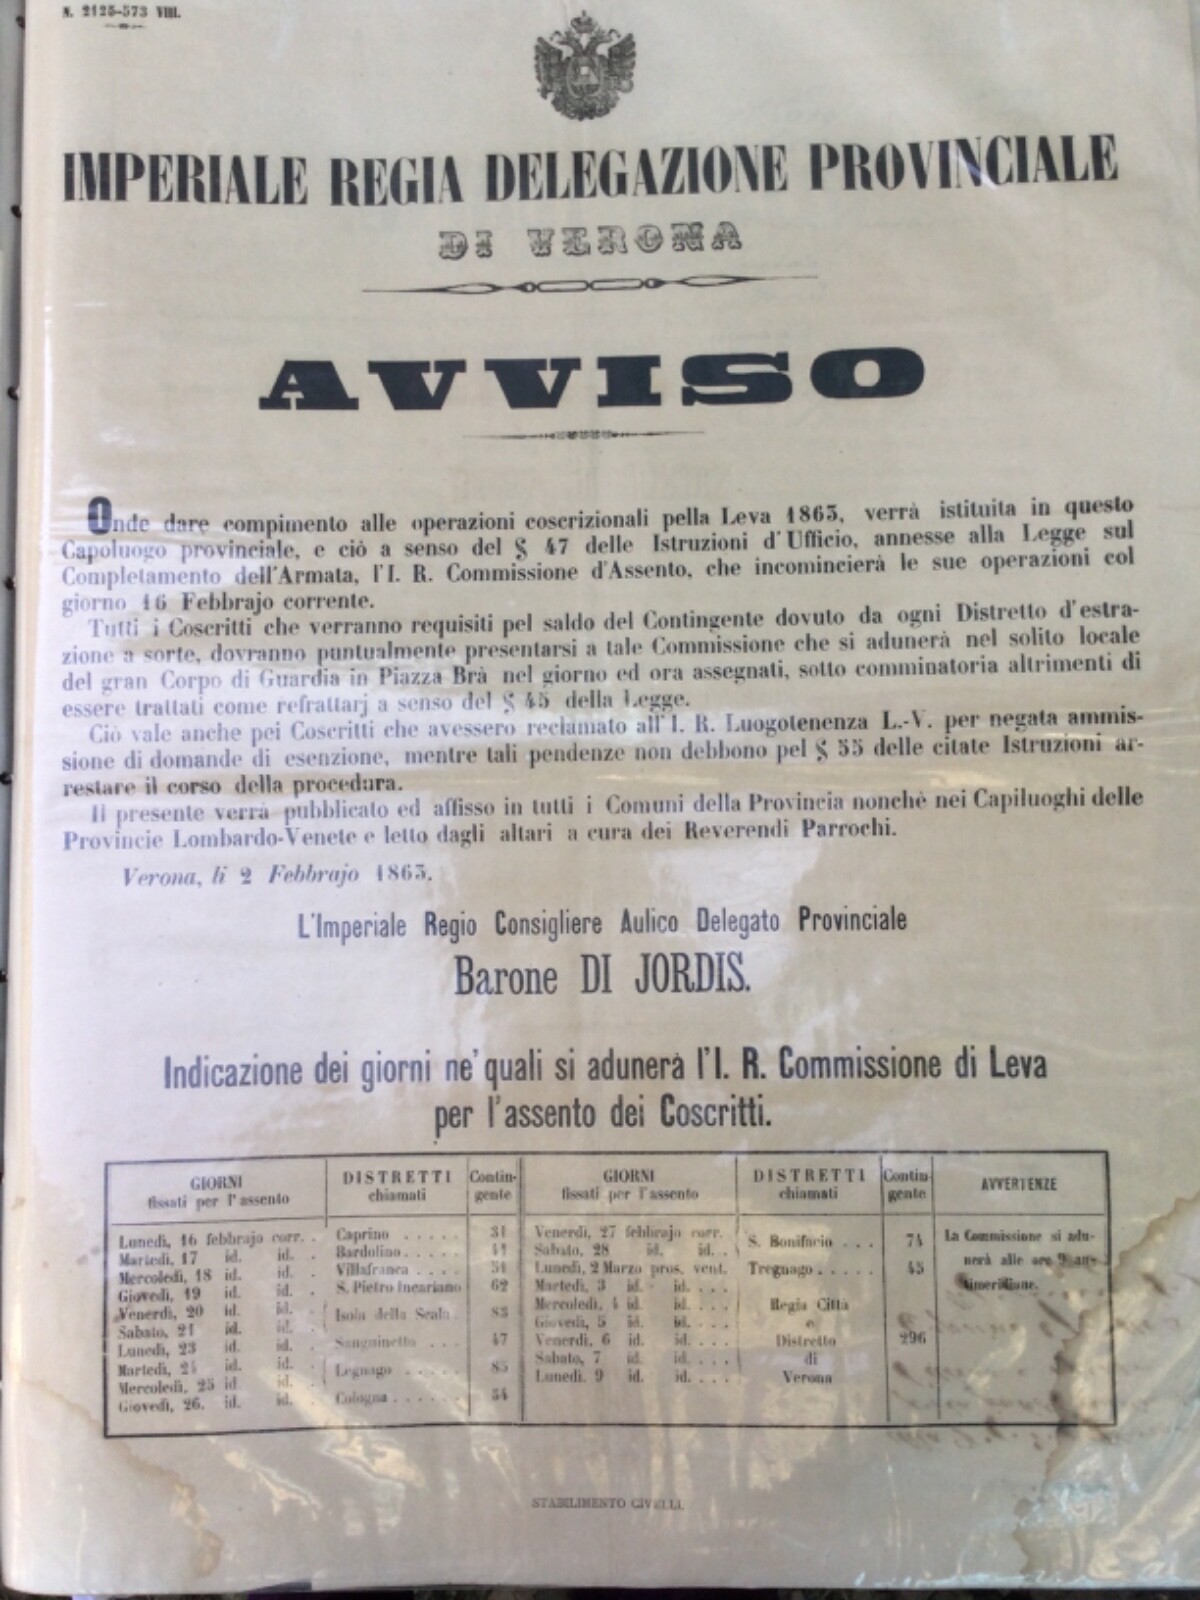 N. 2125-573 VIII.
IMPERIALE REGIA DELEGAZIONE PROVINCIALE
DI VERONA
AVVISO
Onde dare compimento alle operazioni coscrizionali pella Leva 1863, verrà istituita in questo
Capoluogo provinciale, e ciò a senso del § 47 delle Istruzioni d'Ufficio, annesse alla Legge sul
Completamento dell'Armata, l'I. R. Commissione d'Assento, che incomincierà le sue operazioni col
giorno 16 Febbrajo corrente.
Tutti i Coscritti che verranno requisiti pel saldo del Contingente dovuto da ogni Distretto d'estra-
zione a sorte, dovranno puntualmente presentarsi a tale Commissione che si adunerà nel solito locale
del gran Corpo di Guardia in Piazza Brà nel giorno ed ora assegnati, sotto comminatoria altrimenti di
essere trattati come refrattarj a senso del § 45 della Legge.
Ciò vale anche pei Coscritti che avessero reclamato all'I. R. Luogotenenza L.-V. per negata ammis-
sione di domande di esenzione, mentre tali pendenze non debbono pel § 55 delle citate Istruzioni ar-
restare il corso della procedura.
Il presente verrà pubblicato ed affisso in tutti i Comuni della Provincia nonchè nei Capiluoghi delle
Provincie Lombardo-Venete e letto dagli altari a cura dei Reverendi Parrochi.
Verona, li 2 Febbrajo 1863.
L'Imperiale Regio Consigliere Aulico Delegato Provinciale
Barone DI JORDIS.
Indicazione dei giorni ne' quali si adunerà l'I. R. Commissione di Leva
per l'assento dei Coscritti.
GIORNI
fissati per l'assento
DISTRETTI
chiamati
Contin-
gente
Lunedì, 16 febbrajo corr. . Caprino . . . . 31
Martedì, 17 id. id. . Bardolino . . . . . 41
Mercoledì, 18 id. id. . Villafranca . . . . 51
Giovedì, 19 id. id. . S. Pietro Incariano 62
Venerdì, 20 id. id. .
Isola della Scala . 83
Sabato, 21 id. id. .
Lunedì, 23 id. id. .
Sanguinetto . . . 47
Martedì, 24 id. id. .
Legnago . . . . . 85
Mercoledì, 25 id. id. .
Giovedì, 26. id. id. . Cologna . . . . . . 54
GIORNI
fissati per l'assento
DISTRETTI
chiamati
Contin-
gente
AVVERTENZE
Venerdì, 27 febbrajo corr.
S. Bonifacio . . . 74
Sabato, 28 id. id. . .
Lunedì, 2 Marzo pros. vent. Tregnago . . . . . 45
Martedì, 3 id. id. . . . .
Mercoledì, 4 id. id. . . . .
Giovedì, 5 id. id. . . . .
Venerdì, 6 id. id. . . . .
Sabato, 7 id. id. . . . .
Lunedì. 9 id. id. . . . .
Regia Città
e
Distretto 296
di
Verona
La Commissione si adu-
nerà alle ore 9 an-
timeridiane.
STABILIMENTO CIVELLI.